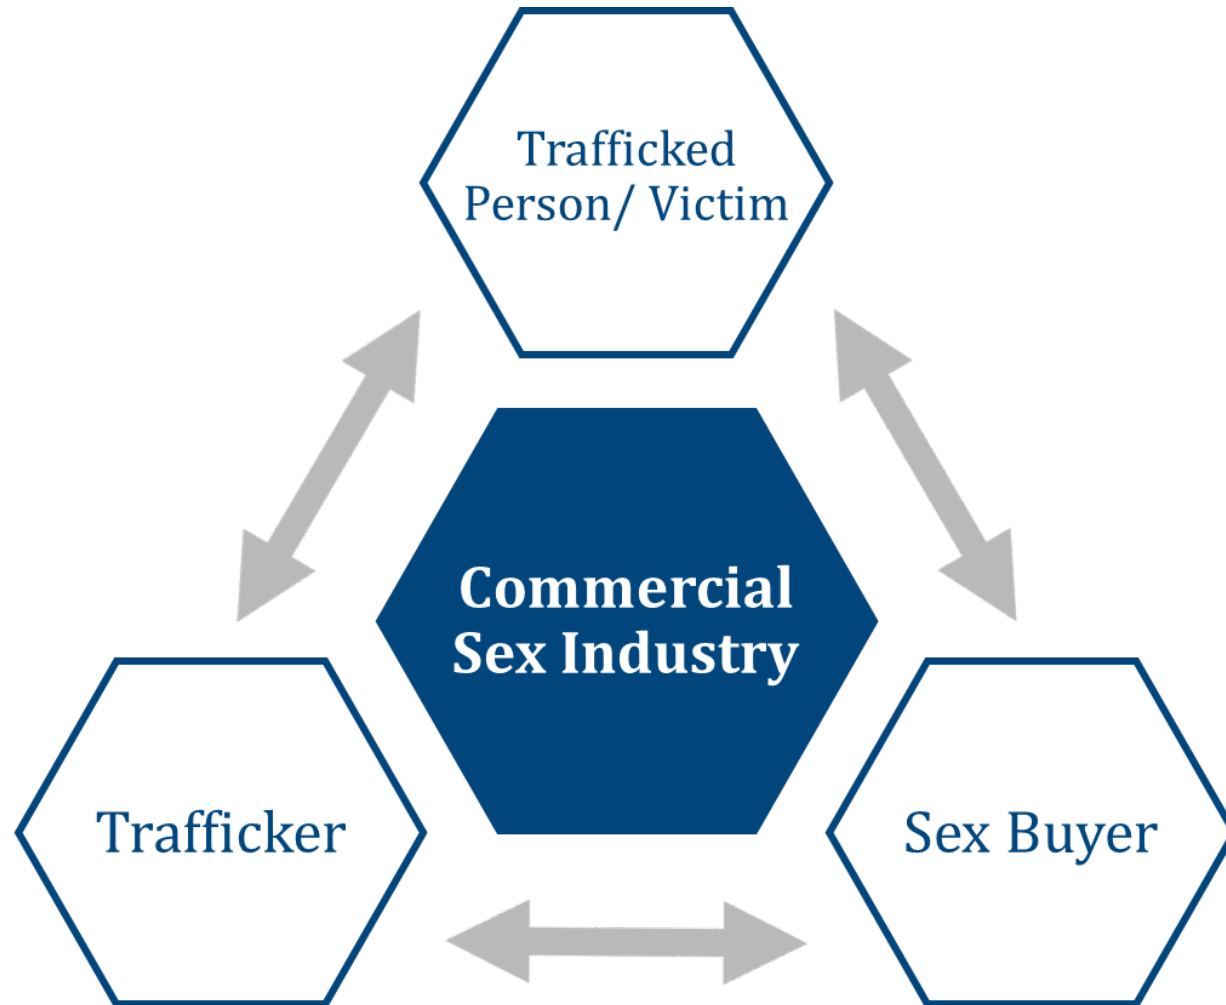 Trafficked
Person/ Victim
Commercial
Sex Industry
Trafficker
Sex Buyer